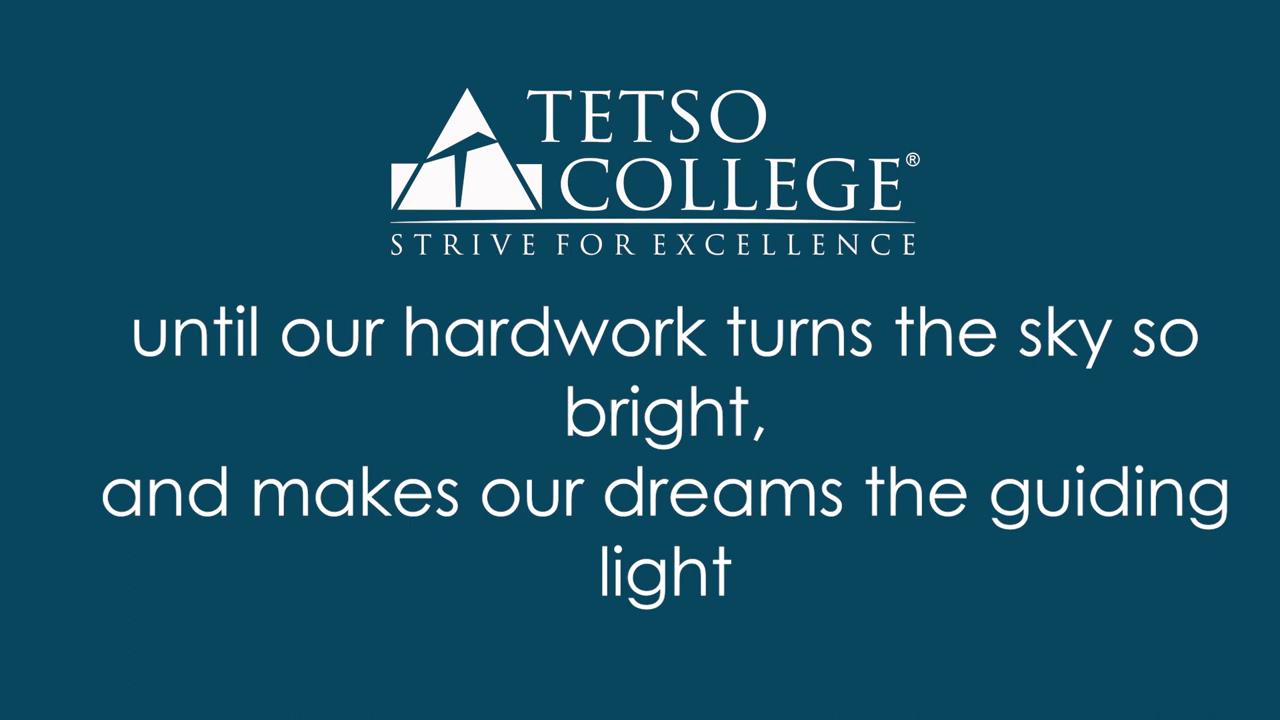 TETSO
COLLEGE®
STRIVE FOR EXCELLENCE
until our hardwork turns the sky so
bright,
and makes our dreams the guiding
light